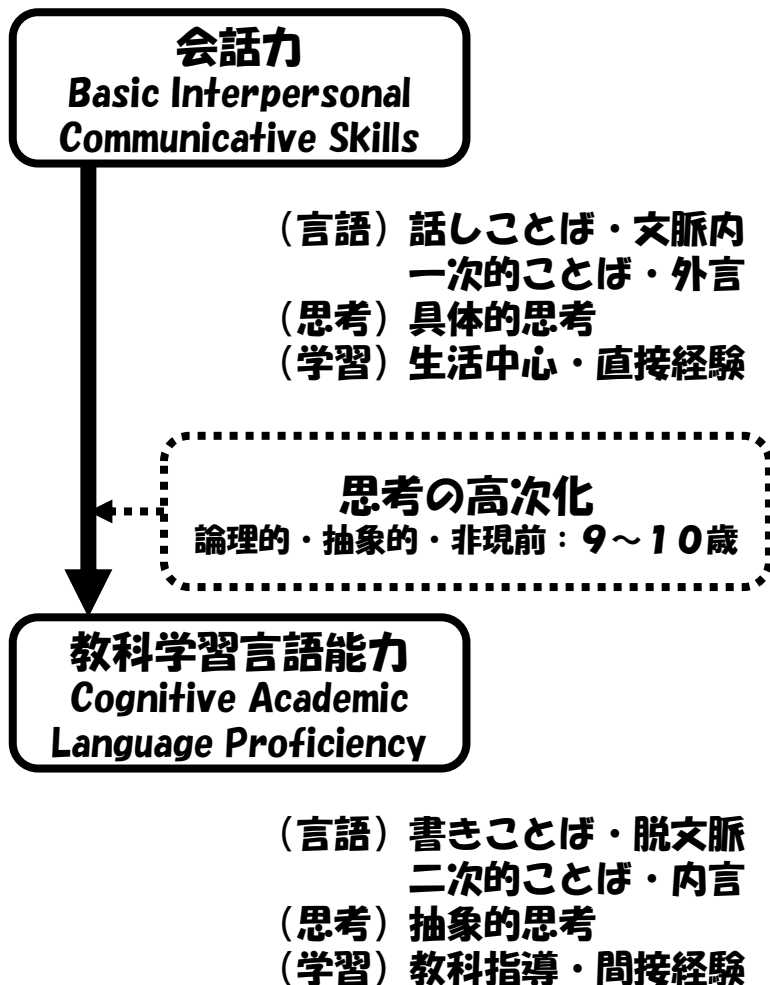 会話力
Basic Interpersonal
Communicative Skills
（言語）話しことば・文脈内
一次的ことば・外言
（思考）具体的思考
（学習）生活中心・直接経験
思考の高次化
論理的・抽象的・非現前：９～１０歳
教科学習言語能力
Cognitive Academic
Language Proficiency
（言語）書きことば・脱文脈
二次的ことば・内言
（思考）抽象的思考
（学習）教科指導・間接経験